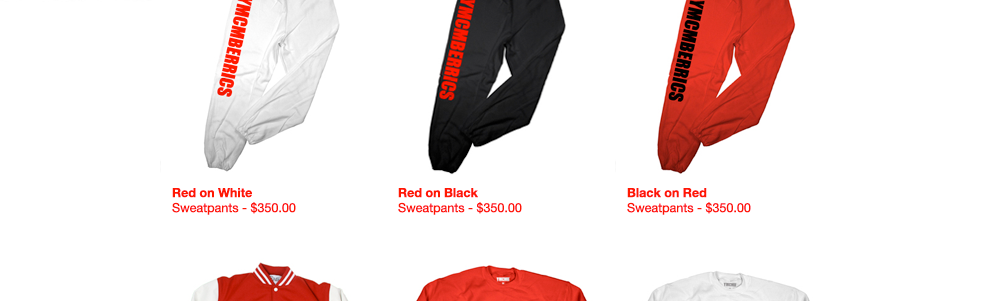 YMCMBERRICS
YMCMBERRICS
YMCMBERRICS
Red on White
Sweatpants - $350.00
Red on Black
Sweatpants - $350.00
Black on Red
Sweatpants - $350.00